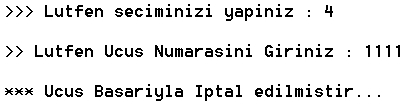 >>> Lutfen seciminizi yapiniz : 4
>> Lutfen Ucus Numarasini Giriniz : 1111
*** Ucus Basariyla Iptal edilmistir...